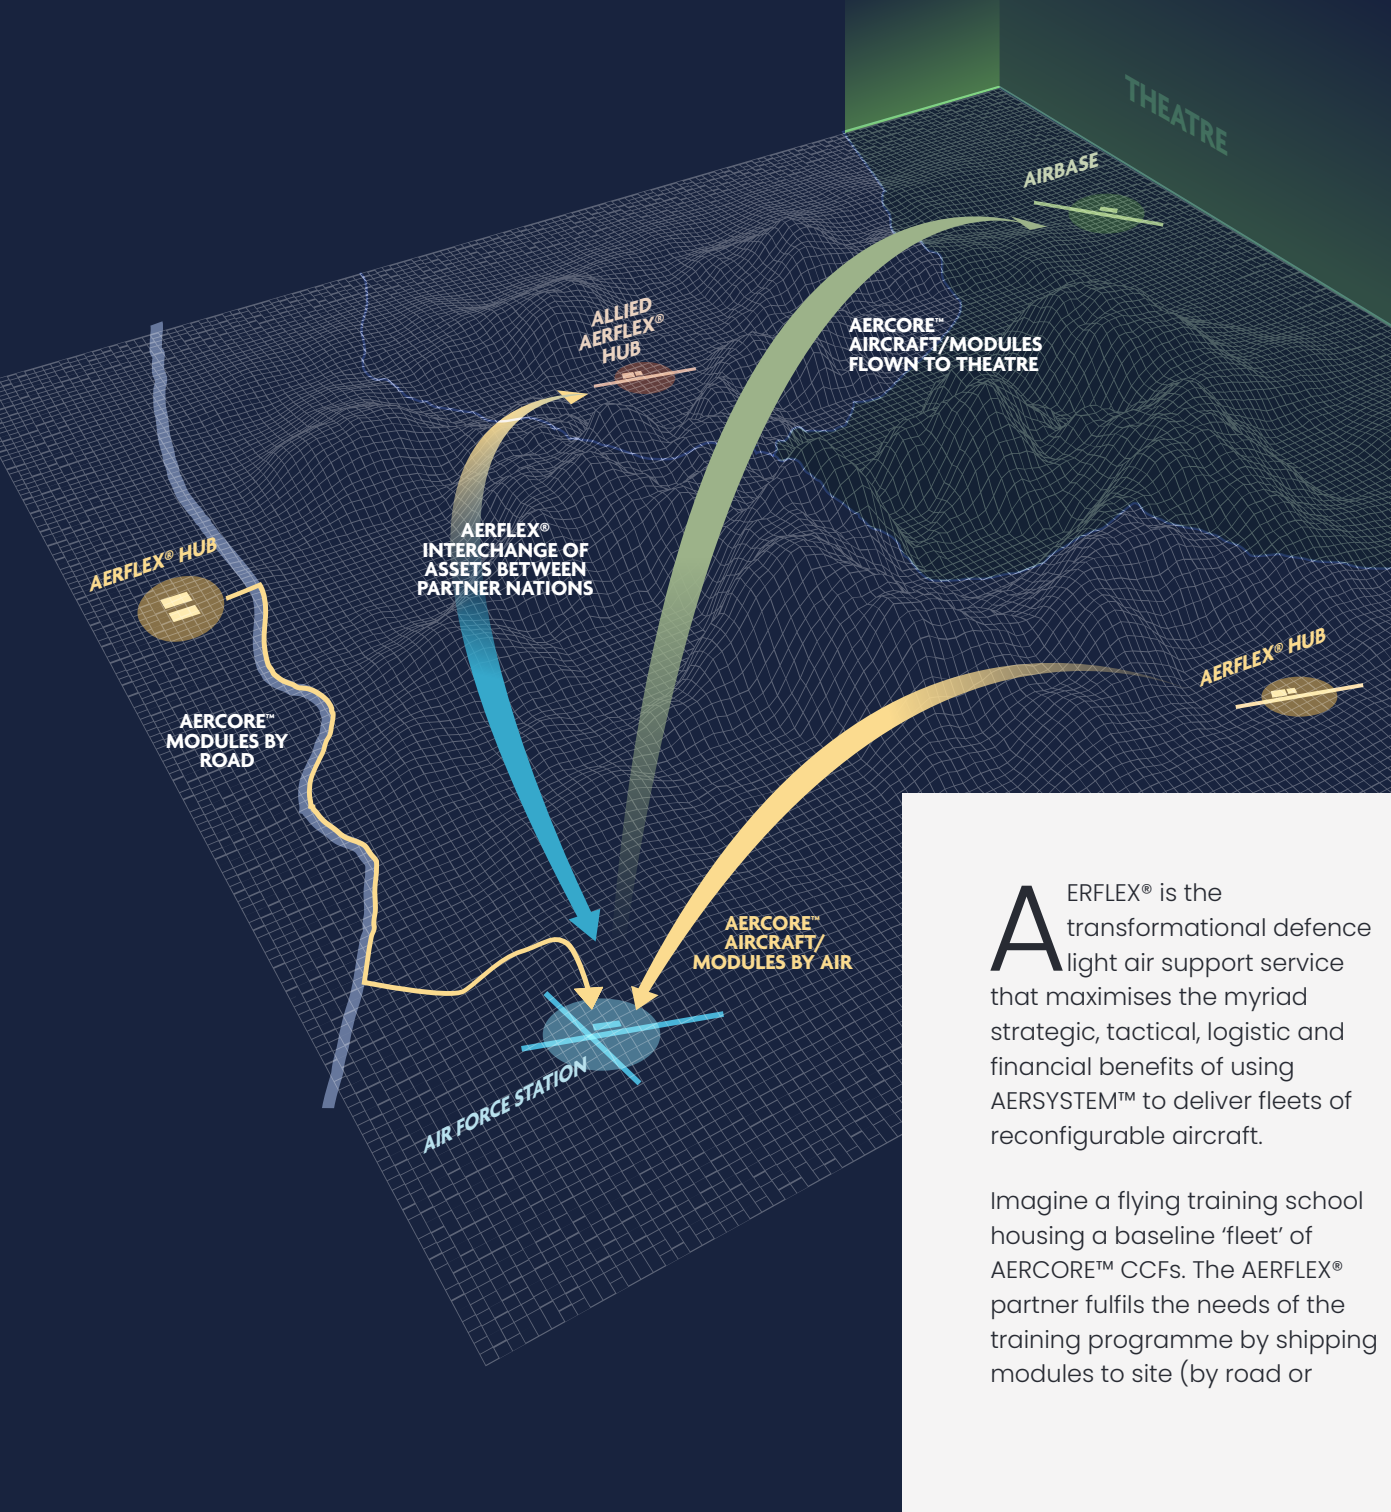 THEATRE
AIRBASE
ALLIED
AERFLEX®
HUB
AERCORE™
AIRCRAFT/MODULES
FLOWN TO THEATRE
AERFLEX® HUB
AERFLEX®
INTERCHANGE OF
ASSETS BETWEEN
PARTNER NATIONS
AERFLEX® HUB
AERCORE™
MODULES BY
ROAD
AERCORE™
AIRCRAFT/
MODULES BY AIR
AIR FORCE STATION
AERFLEX® is the
transformational defence
light air support service
that maximises the myriad
strategic, tactical, logistic and
financial benefits of using
AERSYSTEM™ to deliver fleets of
reconfigurable aircraft.
Imagine a flying training school
housing a baseline ‘fleet’ of
AERCORE™ CCFs. The AERFLEX®
partner fulfils the needs of the
training programme by shipping
modules to site (by road or